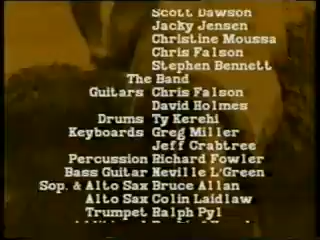 Scott Dawson
Jacky Jensen
Christine Moussa
Chris Falson
Stephen Bennett
The Band
Guitars Chris Falson
David Holmes
Drums Ty Kerehi
Keyboards Greg Miller
Jeff Crabtree
Percussion Richard Fowler
Bass Guitar Neville L'Green
Sop. & Alto Sax Bruce Allan
Alto Sax Colin Laidlaw
Trumpet Ralph Pyl